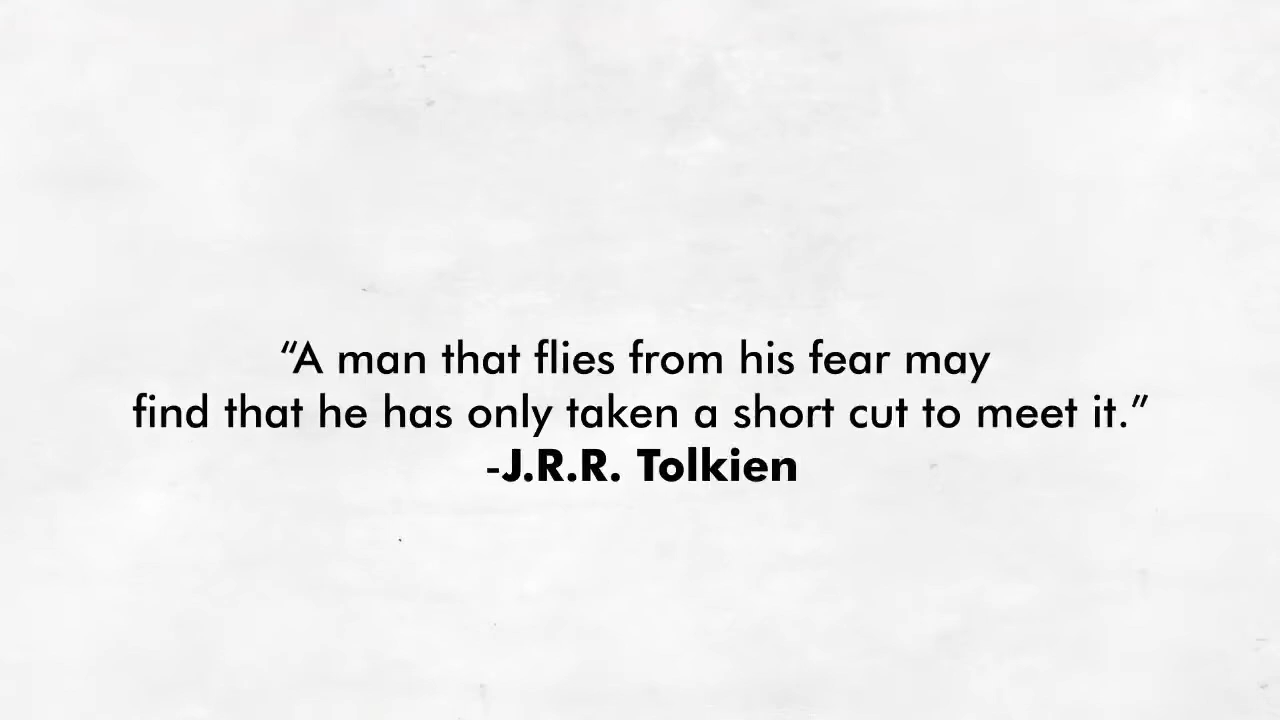 “A man that flies from his fear may
find that he has only taken a short cut to meet it.”
-J.R.R. Tolkien